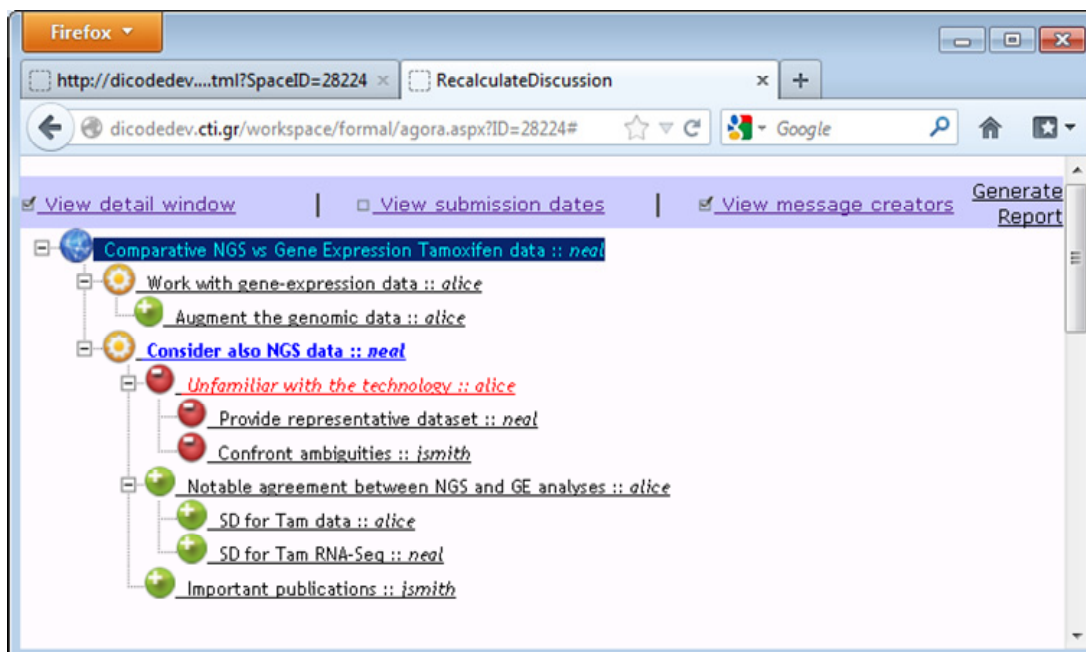 Firefox
http://dicodedev....tml?SpaceID=28224
RecalculateDiscussion
dicodedev.cti.gr/workspace/formal/agora.aspx?ID=28224#
Google
View detail window | View submission dates | View message creators
Generate
Report
Comparative NGS vs Gene Expression Tamoxifen data :: neal
Work with gene-expression data :: alice
Augment the genomic data :: alice
Consider also NGS data :: neal
Unfamiliar with the technology :: alice
Provide representative dataset :: neal
Confront ambiguities :: jsmith
Notable agreement between NGS and GE analyses :: alice
SD for Tam data :: alice
SD for Tam RNA-Seq :: neal
Important publications :: jsmith